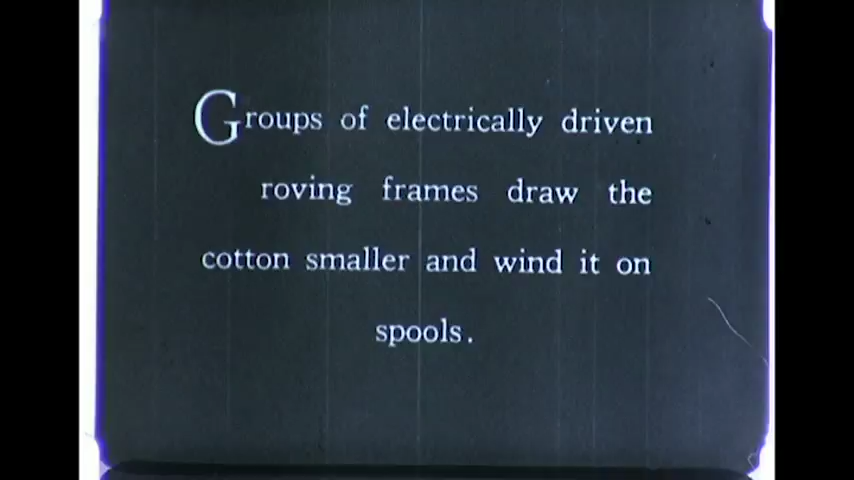 Groups of electrically driven
roving frames draw the
cotton smaller and wind it on
spools.